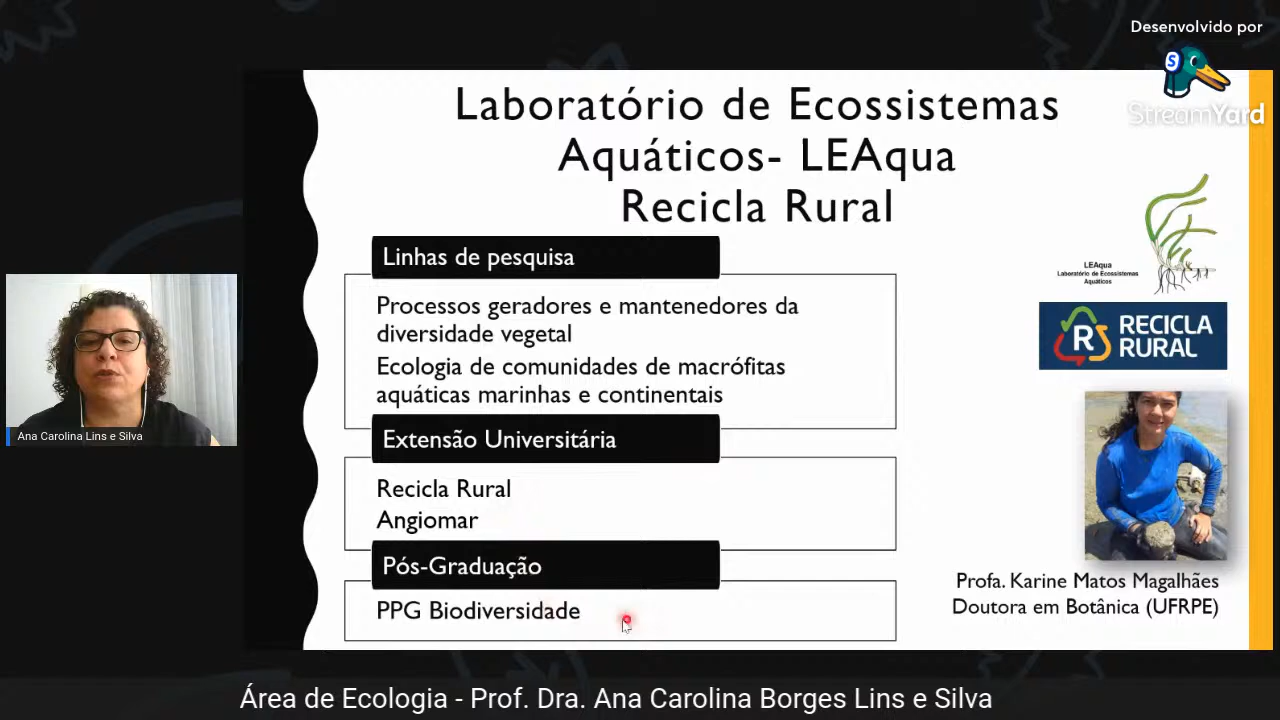 Desenvolvido por
StreamYard
Laboratório de Ecossistemas
Aquáticos- LEAqua
Recicla Rural
Linhas de pesquisa
Processos geradores e mantenedores da
diversidade vegetal
Ecologia de comunidades de macrófitas
aquáticas marinhas e continentais
Extensão Universitária
Recicla Rural
Angiomar
Pós-Graduação
PPG Biodiversidade
LEAqua
Laboratório de Ecossistemas
Aquáticos
R RECICLA
RURAL
Profa. Karine Matos Magalhães
Doutora em Botânica (UFRPE)
Ana Carolina Lins e Silva
Área de Ecologia - Prof. Dra. Ana Carolina Borges Lins e Silva